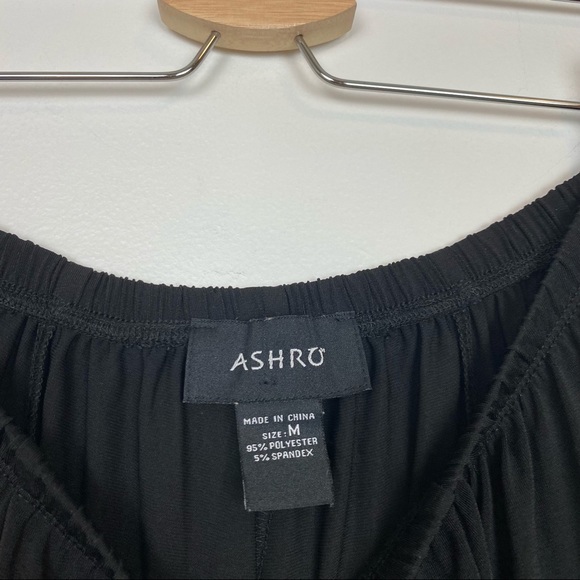 ASHRO
MADE IN CHINA
SIZE: M
95% POLYESTER
5% SPANDEX